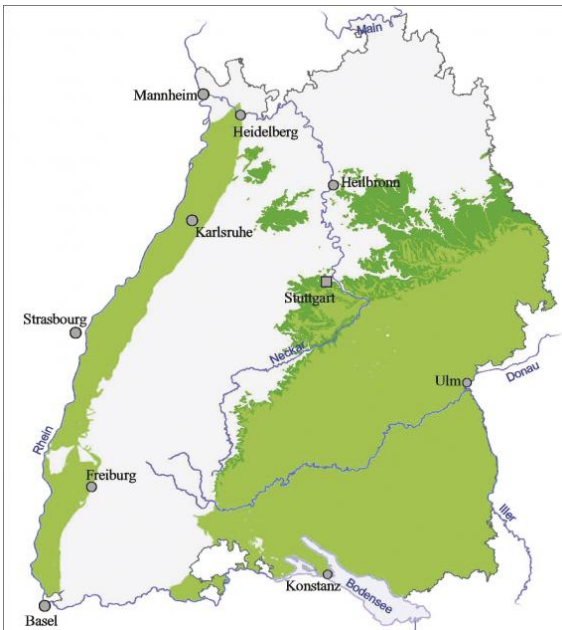 Main
Mannheim
Heidelberg
Heilbronn
Karlsruhe
Stuttgart
Strasbourg
Neckar
Ulm
Donau
Rhein
Freiburg
Iller
Konstanz
Bodensee
Basel